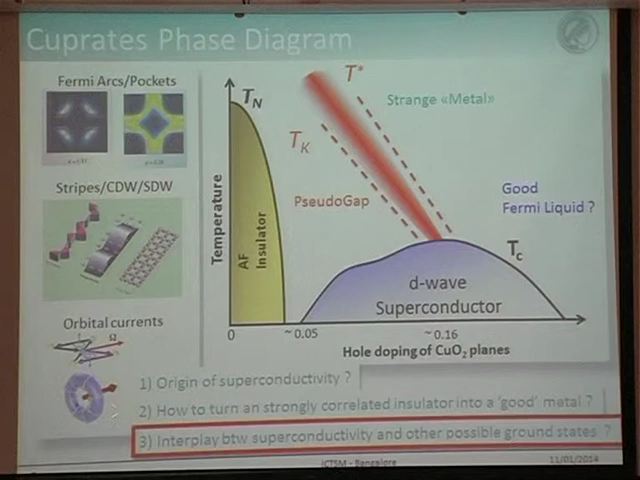 Cuprates Phase Diagram
Fermi Arcs/Pockets
Stripes/CDW/SDW
Orbital currents
Ω
Temperature
T_N
AF
Insulator
T*
T_K
Strange «Metal»
PseudoGap
Good
Fermi Liquid ?
T_c
d-wave
Superconductor
0
~0.05
~0.16
Hole doping of CuO₂ planes
1) Origin of superconductivity ?
2) How to turn an strongly correlated insulator into a 'good' metal ?
3) Interplay btw superconductivity and other possible ground states ?
ICTSM - Bangalore
11/01/2014